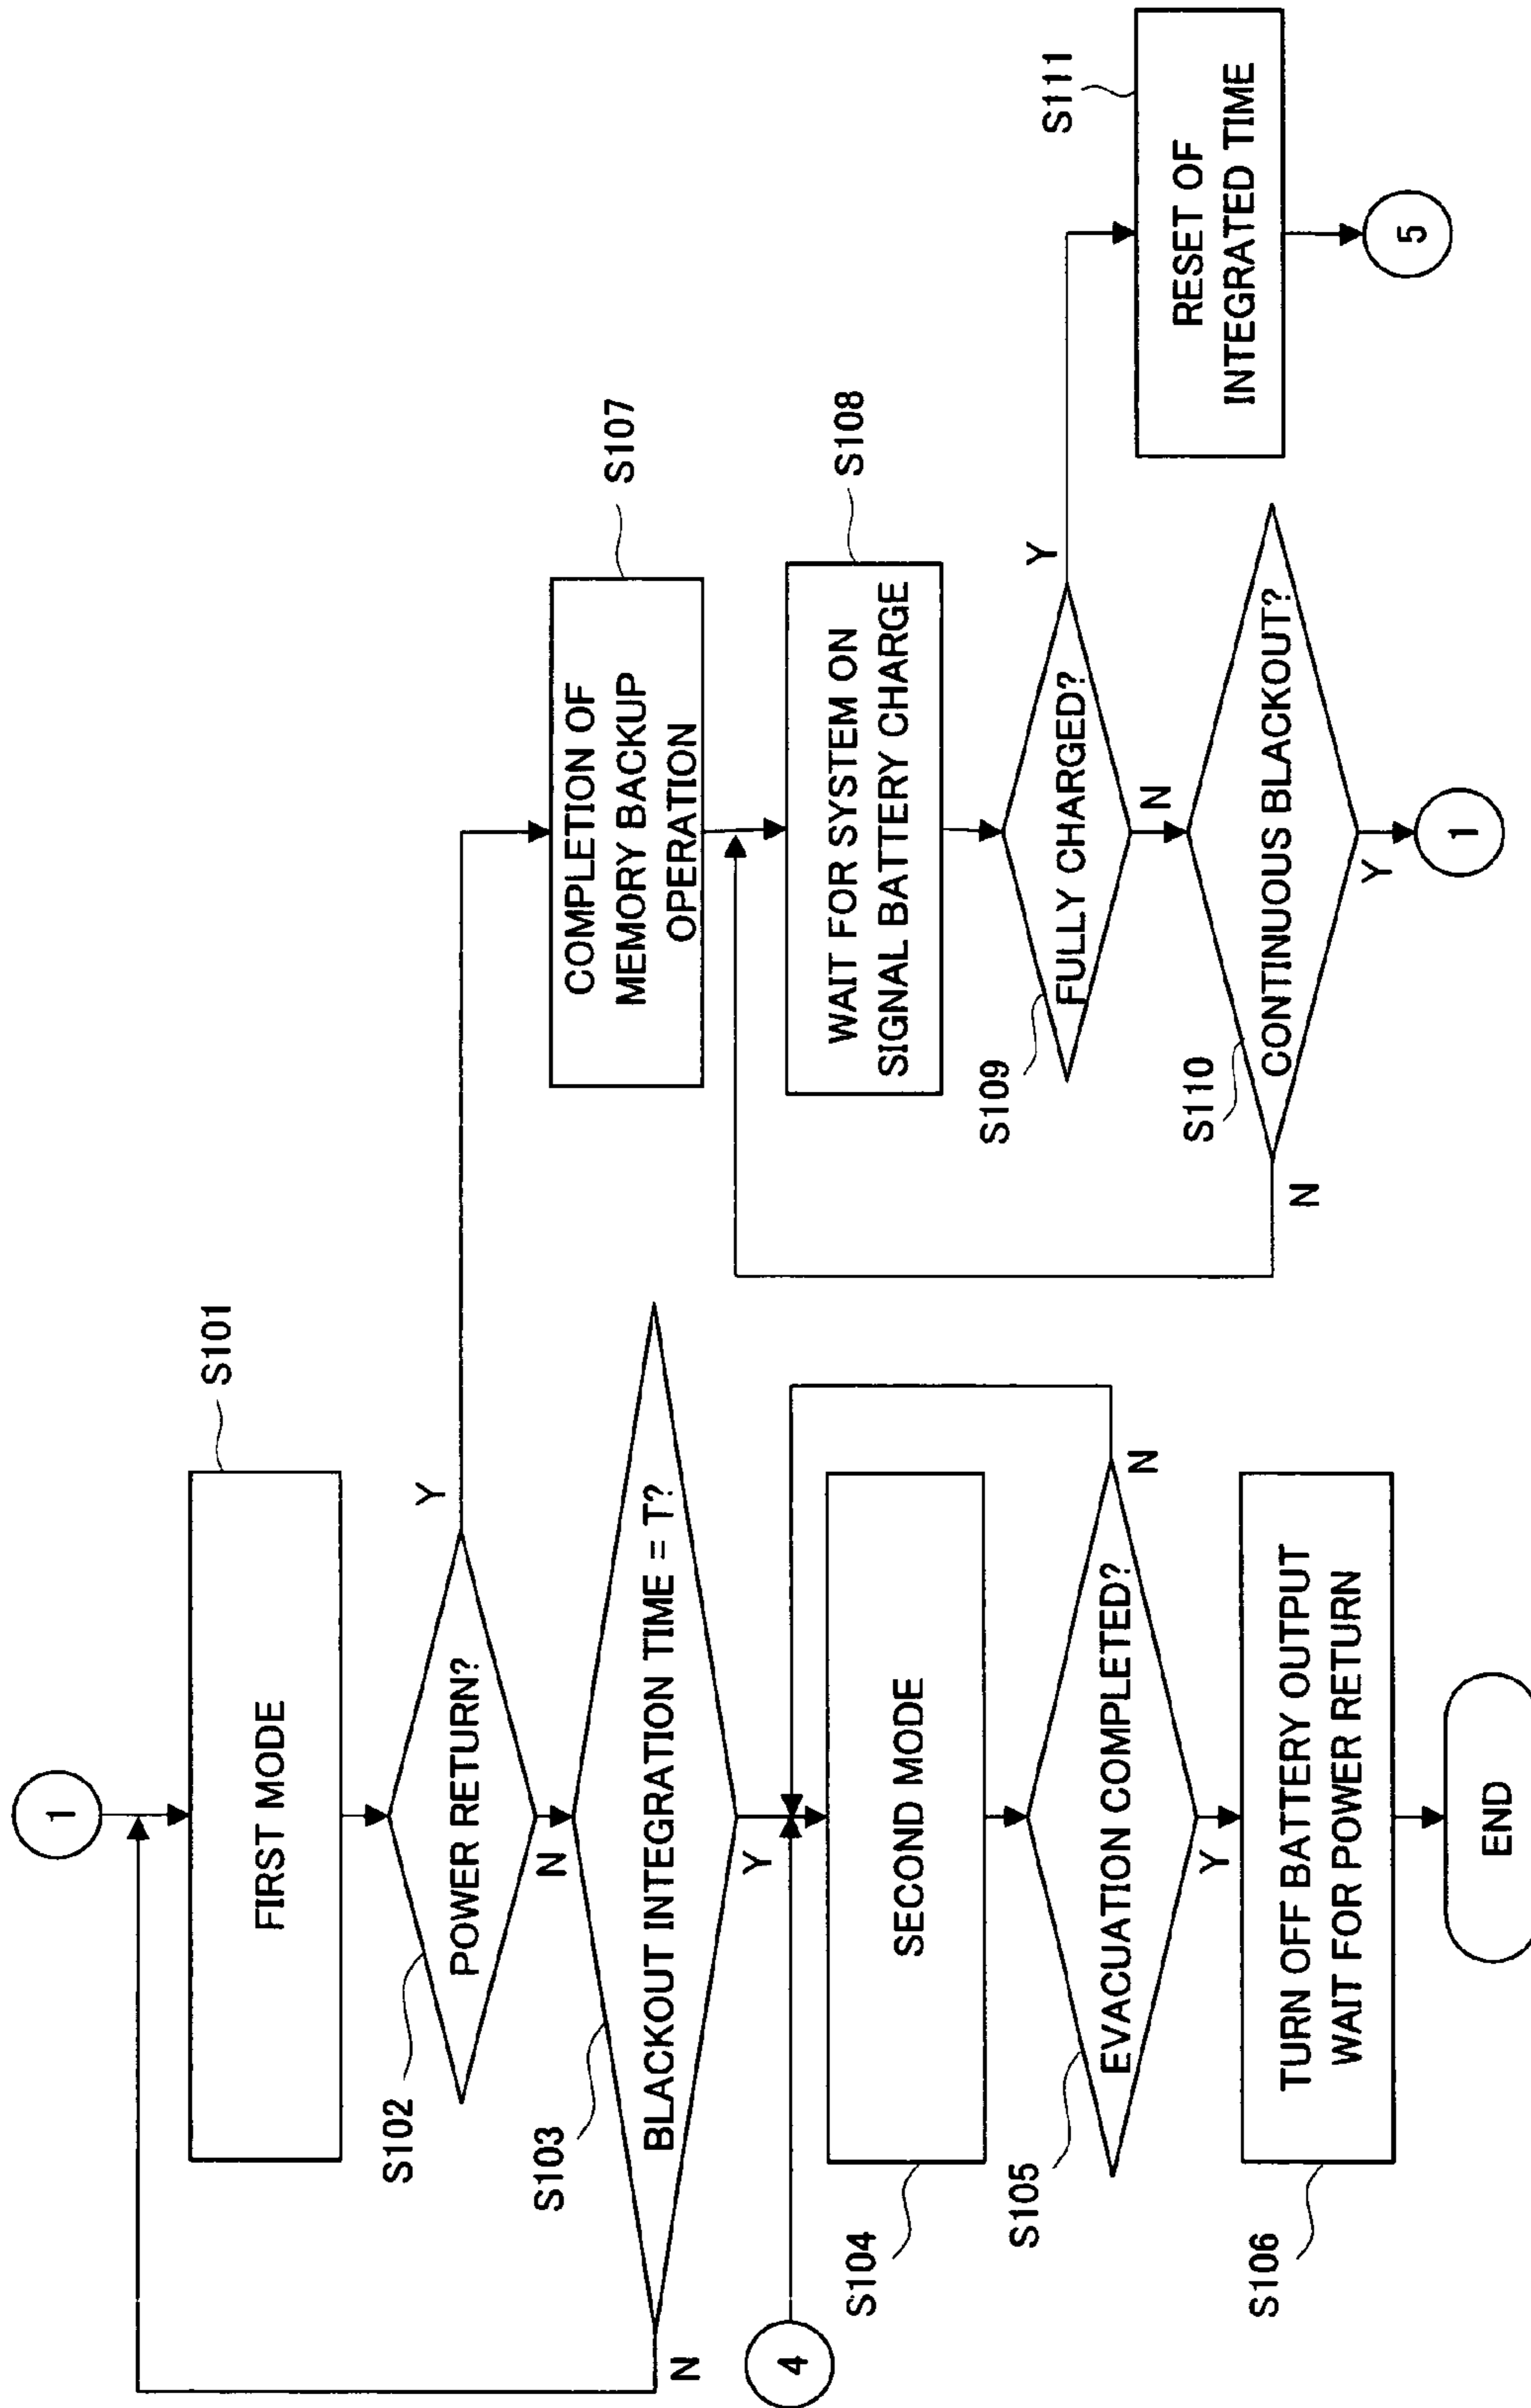 1
S101
FIRST MODE
S102
POWER RETURN?
Y
N
S103
BLACKOUT INTEGRATION TIME = T?
N
Y
4
S104
SECOND MODE
S105
EVACUATION COMPLETED?
N
Y
S106
TURN OFF BATTERY OUTPUT
WAIT FOR POWER RETURN
END
S107
COMPLETION OF
MEMORY BACKUP
OPERATION
S108
WAIT FOR SYSTEM ON
SIGNAL BATTERY CHARGE
S109
FULLY CHARGED?
Y
N
S110
CONTINUOUS BLACKOUT?
N
Y
1
S111
RESET OF
INTEGRATED TIME
5